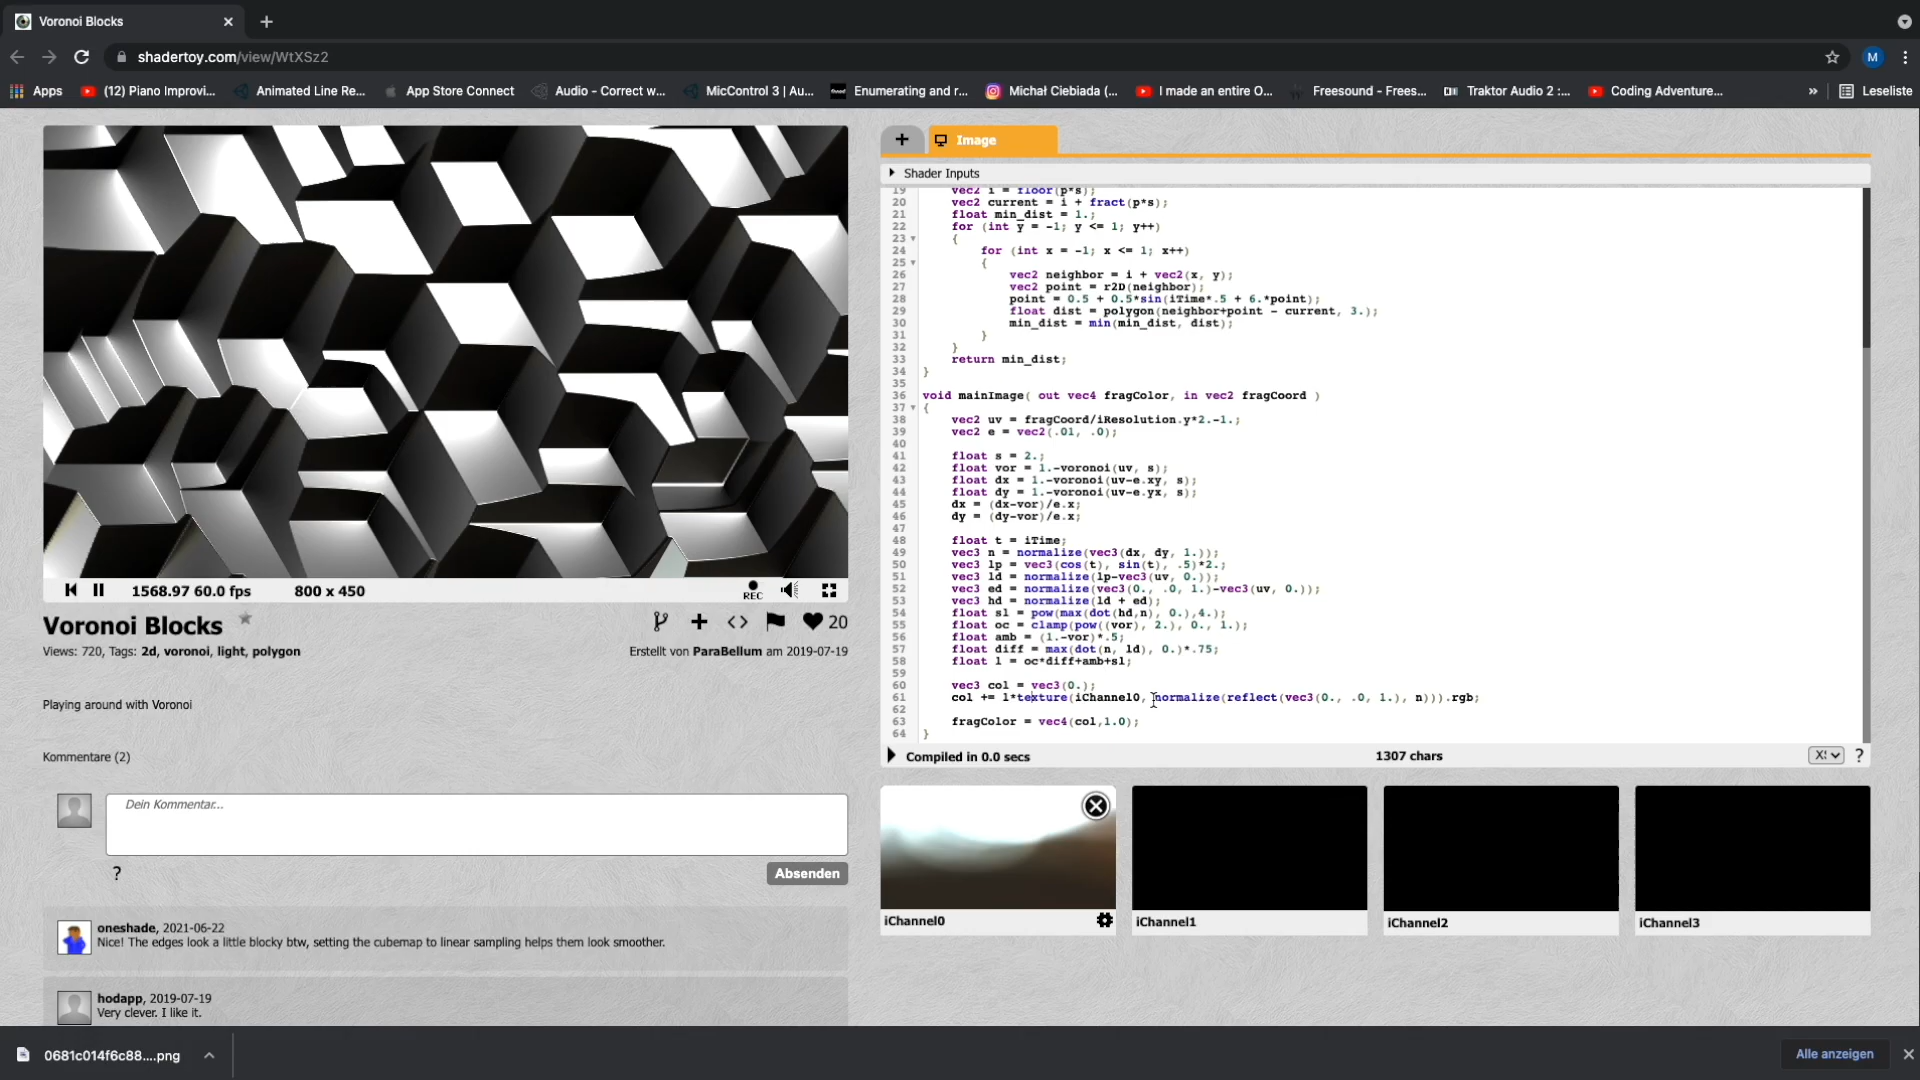 Voronoi Blocks
shadertoy.com/view/WtXSz2
M
Apps
(12) Piano Improvi...
Animated Line Re...
App Store Connect
Audio - Correct w...
MicControl 3 | Au...
Enumerating and r...
Michał Ciebiada (...
I made an entire O...
Freesound - Frees...
Traktor Audio 2 :...
Coding Adventure...
»
Leseliste
1568.97 60.0 fps
800 x 450
REC
Voronoi Blocks
20
Views: 720, Tags: 2d, voronoi, light, polygon
Erstellt von ParaBellum am 2019-07-19
Playing around with Voronoi
Kommentare (2)
Dein Kommentar...
?
Absenden
oneshade, 2021-06-22
Nice! The edges look a little blocky btw, setting the cubemap to linear sampling helps them look smoother.
hodapp, 2019-07-19
Very clever. I like it.
+ Image
Shader Inputs
19 vec2 i = floor(p*s);
20 vec2 current = i + fract(p*s);
21 float min_dist = 1.;
22 for (int y = -1; y <= 1; y++)
23 {
24 for (int x = -1; x <= 1; x++)
25 {
26 vec2 neighbor = i + vec2(x, y);
27 vec2 point = r2D(neighbor);
28 point = 0.5 + 0.5*sin(iTime*.5 + 6.*point);
29 float dist = polygon(neighbor+point - current, 3.);
30 min_dist = min(min_dist, dist);
31 }
32 }
33 return min_dist;
34 }
35
36 void mainImage( out vec4 fragColor, in vec2 fragCoord )
37 {
38 vec2 uv = fragCoord/iResolution.y*2.-1.;
39 vec2 e = vec2(.01, .0);
40
41 float s = 2.;
42 float vor = 1.-voronoi(uv, s);
43 float dx = 1.-voronoi(uv-e.xy, s);
44 float dy = 1.-voronoi(uv-e.yx, s);
45 dx = (dx-vor)/e.x;
46 dy = (dy-vor)/e.x;
47
48 float t = iTime;
49 vec3 n = normalize(vec3(dx, dy, 1.));
50 vec3 lp = vec3(cos(t), sin(t), .5)*2.;
51 vec3 ld = normalize(lp-vec3(uv, 0.));
52 vec3 ed = normalize(vec3(0., .0, 1.)-vec3(uv, 0.));
53 vec3 hd = normalize(ld + ed);
54 float sl = pow(max(dot(hd,n), 0.),4.);
55 float oc = clamp(pow((vor), 2.), 0., 1.);
56 float amb = (1.-vor)*.5;
57 float diff = max(dot(n, ld), 0.)*.75;
58 float l = oc*diff+amb+sl;
59
60 vec3 col = vec3(0.);
61 col += l*texture(iChannel0, normalize(reflect(vec3(0., .0, 1.), n))).rgb;
62
63 fragColor = vec4(col,1.0);
64 }
Compiled in 0.0 secs
1307 chars
?
iChannel0
iChannel1
iChannel2
iChannel3
0681c014f6c88....png
Alle anzeigen